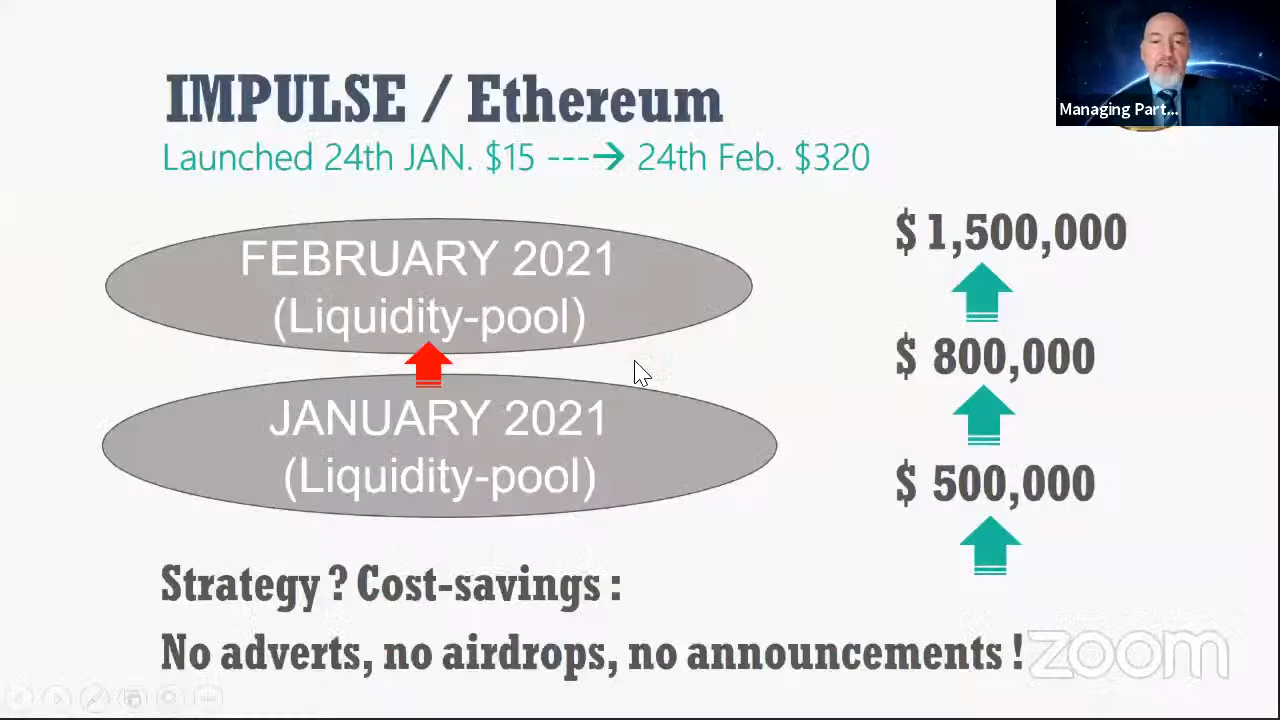 IMPULSE / Ethereum
Launched 24th JAN. $15 ---→ 24th Feb. $320
Managing Part...
FEBRUARY 2021
(Liquidity-pool)
JANUARY 2021
(Liquidity-pool)
$ 1,500,000
$ 800,000
$ 500,000
Strategy ? Cost-savings :
No adverts, no airdrops, no announcements !
zoom